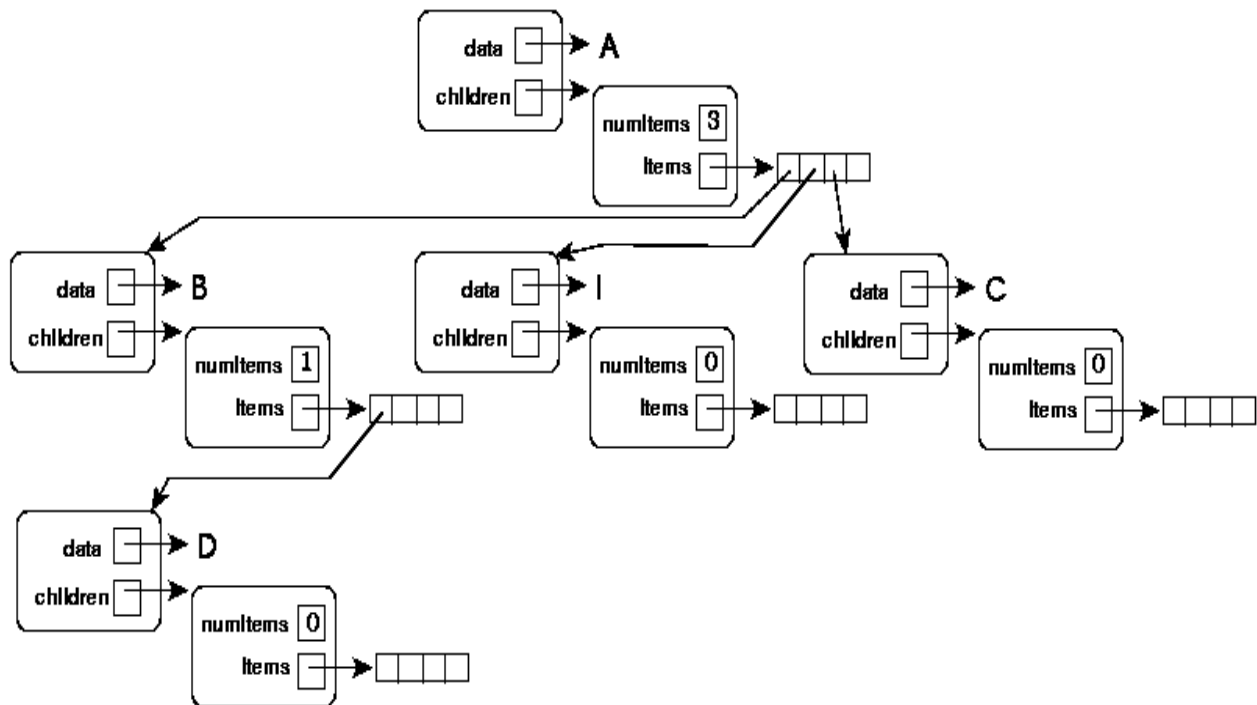 data A
children
numItems 3
Items
data B
children
numItems 1
Items
data I
children
numItems 0
Items
data C
children
numItems 0
Items
data D
children
numItems 0
Items